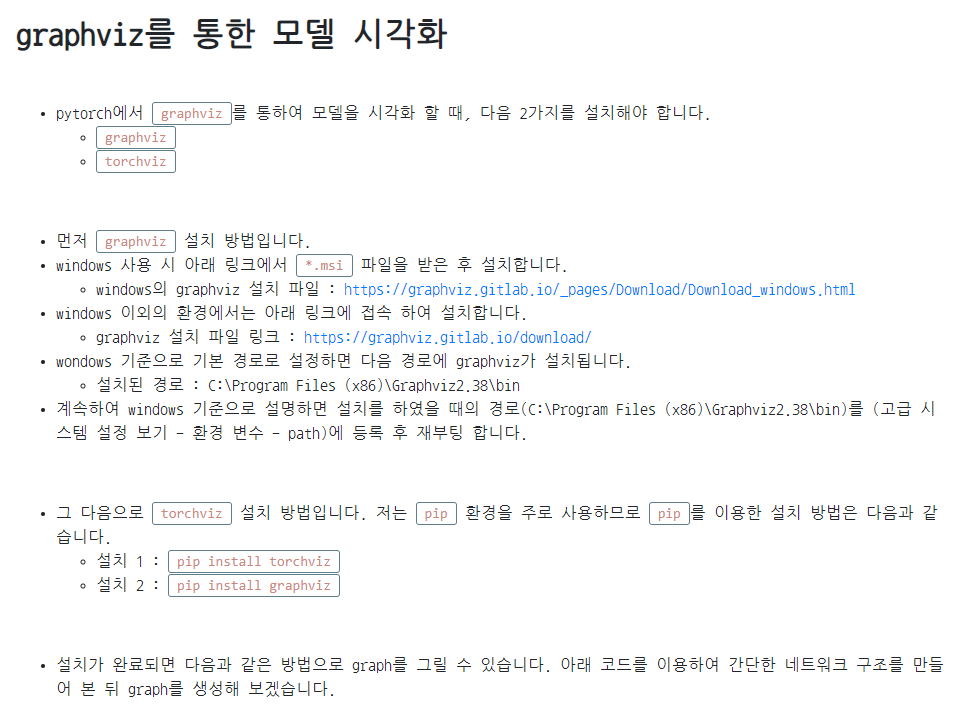 graphviz를 통한 모델 시각화
pytorch에서 graphviz를 통하여 모델을 시각화 할 때, 다음 2가지를 설치해야 합니다.
graphviz
torchviz
먼저 graphviz 설치 방법입니다.
windows 사용 시 아래 링크에서 *.msi 파일을 받은 후 설치합니다.
windows의 graphviz 설치 파일 : https://graphviz.gitlab.io/_pages/Download/Download_windows.html
windows 이외의 환경에서는 아래 링크에 접속 하여 설치합니다.
graphviz 설치 파일 링크 : https://graphviz.gitlab.io/download/
wondows 기준으로 기본 경로로 설정하면 다음 경로에 graphviz가 설치됩니다.
설치된 경로 : C:\Program Files (x86)\Graphviz2.38\bin
계속하여 windows 기준으로 설명하면 설치를 하였을 때의 경로(C:\Program Files (x86)\Graphviz2.38\bin)를 (고급 시
스템 설정 보기 - 환경 변수 - path)에 등록 후 재부팅 합니다.
그 다음으로 torchviz 설치 방법입니다. 저는 pip 환경을 주로 사용하므로 pip를 이용한 설치 방법은 다음과 같
습니다.
설치 1 : pip install torchviz
설치 2 : pip install graphviz
설치가 완료되면 다음과 같은 방법으로 graph를 그릴 수 있습니다. 아래 코드를 이용하여 간단한 네트워크 구조를 만들
어 본 뒤 graph를 생성해 보겠습니다.